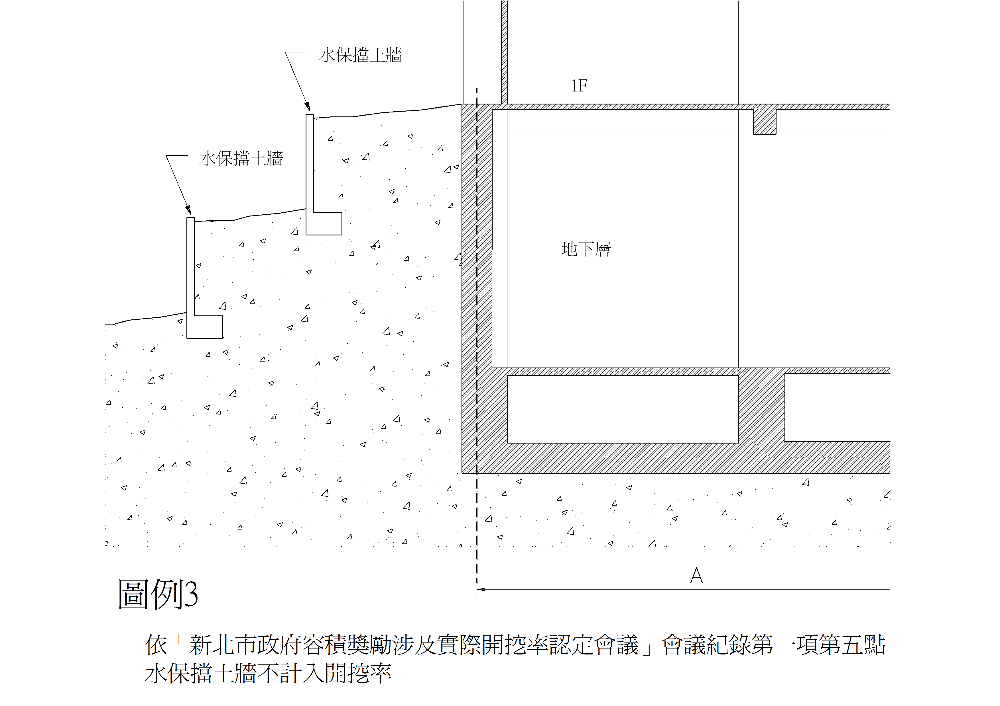 水保擋土牆
1F
水保擋土牆
地下層
A
圖例3
依「新北市政府容積獎勵涉及實際開挖率認定會議」會議紀錄第一項第五點
水保擋土牆不計入開挖率